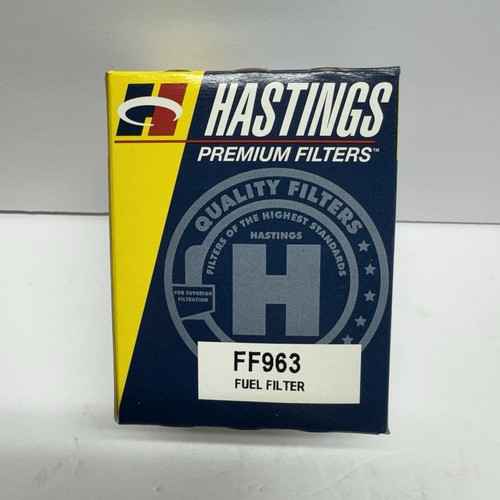 HASTINGS
PREMIUM FILTERS™
QUALITY FILTERS
FILTERS OF THE HIGHEST STANDARDS
HASTINGS
H
FOR SUPERIOR
FILTRATION
FF963
FUEL FILTER